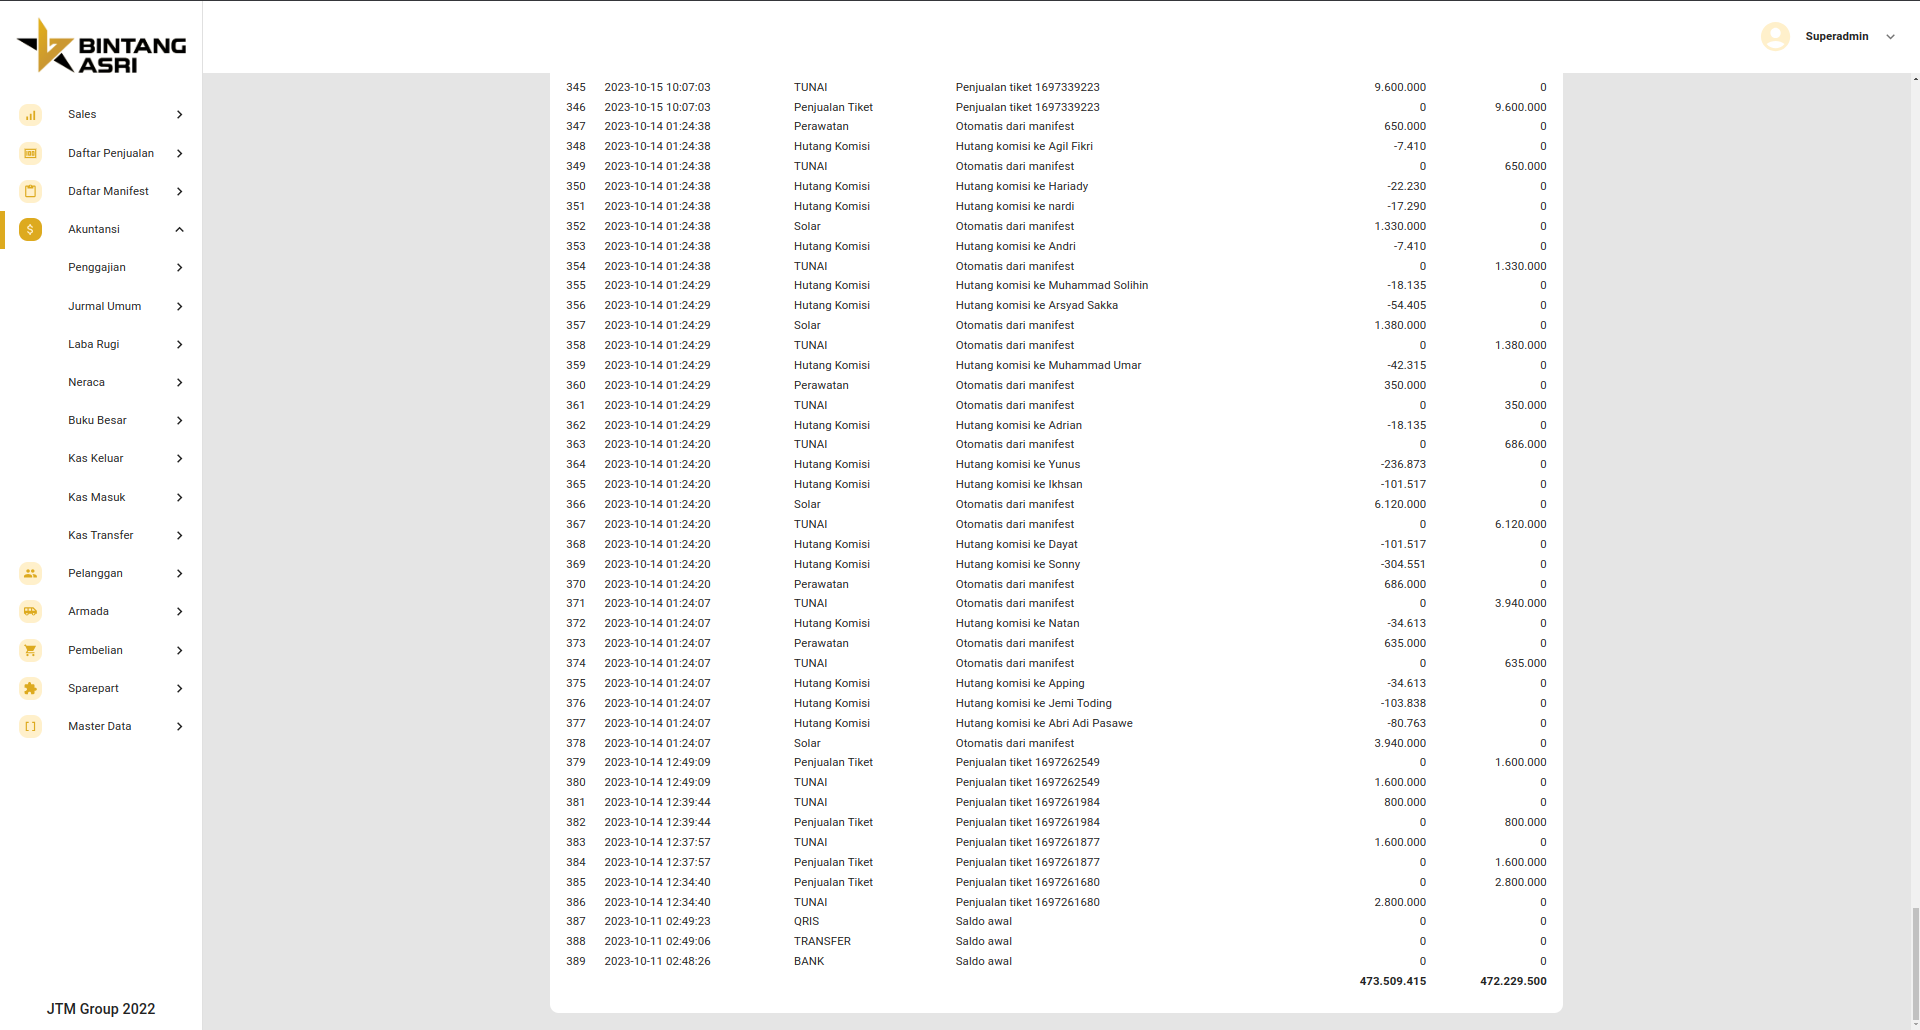 BINTANG
ASRI
Superadmin
Sales
Daftar Penjualan
Daftar Manifest
Akuntansi
Penggajian
Jurmal Umum
Laba Rugi
Neraca
Buku Besar
Kas Keluar
Kas Masuk
Kas Transfer
Pelanggan
Armada
Pembelian
Sparepart
Master Data
JTM Group 2022
345 2023-10-15 10:07:03 TUNAI Penjualan tiket 1697339223 9.600.000 0
346 2023-10-15 10:07:03 Penjualan Tiket Penjualan tiket 1697339223 0 9.600.000
347 2023-10-14 01:24:38 Perawatan Otomatis dari manifest 650.000 0
348 2023-10-14 01:24:38 Hutang Komisi Hutang komisi ke Agil Fikri -7.410 0
349 2023-10-14 01:24:38 TUNAI Otomatis dari manifest 0 650.000
350 2023-10-14 01:24:38 Hutang Komisi Hutang komisi ke Hariady -22.230 0
351 2023-10-14 01:24:38 Hutang Komisi Hutang komisi ke nardi -17.290 0
352 2023-10-14 01:24:38 Solar Otomatis dari manifest 1.330.000 0
353 2023-10-14 01:24:38 Hutang Komisi Hutang komisi ke Andri -7.410 0
354 2023-10-14 01:24:38 TUNAI Otomatis dari manifest 0 1.330.000
355 2023-10-14 01:24:29 Hutang Komisi Hutang komisi ke Muhammad Solihin -18.135 0
356 2023-10-14 01:24:29 Hutang Komisi Hutang komisi ke Arsyad Sakka -54.405 0
357 2023-10-14 01:24:29 Solar Otomatis dari manifest 1.380.000 0
358 2023-10-14 01:24:29 TUNAI Otomatis dari manifest 0 1.380.000
359 2023-10-14 01:24:29 Hutang Komisi Hutang komisi ke Muhammad Umar -42.315 0
360 2023-10-14 01:24:29 Perawatan Otomatis dari manifest 350.000 0
361 2023-10-14 01:24:29 TUNAI Otomatis dari manifest 0 350.000
362 2023-10-14 01:24:29 Hutang Komisi Hutang komisi ke Adrian -18.135 0
363 2023-10-14 01:24:20 TUNAI Otomatis dari manifest 0 686.000
364 2023-10-14 01:24:20 Hutang Komisi Hutang komisi ke Yunus -236.873 0
365 2023-10-14 01:24:20 Hutang Komisi Hutang komisi ke Ikhsan -101.517 0
366 2023-10-14 01:24:20 Solar Otomatis dari manifest 6.120.000 0
367 2023-10-14 01:24:20 TUNAI Otomatis dari manifest 0 6.120.000
368 2023-10-14 01:24:20 Hutang Komisi Hutang komisi ke Dayat -101.517 0
369 2023-10-14 01:24:20 Hutang Komisi Hutang komisi ke Sonny -304.551 0
370 2023-10-14 01:24:20 Perawatan Otomatis dari manifest 686.000 0
371 2023-10-14 01:24:07 TUNAI Otomatis dari manifest 0 3.940.000
372 2023-10-14 01:24:07 Hutang Komisi Hutang komisi ke Natan -34.613 0
373 2023-10-14 01:24:07 Perawatan Otomatis dari manifest 635.000 0
374 2023-10-14 01:24:07 TUNAI Otomatis dari manifest 0 635.000
375 2023-10-14 01:24:07 Hutang Komisi Hutang komisi ke Apping -34.613 0
376 2023-10-14 01:24:07 Hutang Komisi Hutang komisi ke Jemi Toding -103.838 0
377 2023-10-14 01:24:07 Hutang Komisi Hutang komisi ke Abri Adi Pasawe -80.763 0
378 2023-10-14 01:24:07 Solar Otomatis dari manifest 3.940.000 0
379 2023-10-14 12:49:09 Penjualan Tiket Penjualan tiket 1697262549 0 1.600.000
380 2023-10-14 12:49:09 TUNAI Penjualan tiket 1697262549 1.600.000 0
381 2023-10-14 12:39:44 TUNAI Penjualan tiket 1697261984 800.000 0
382 2023-10-14 12:39:44 Penjualan Tiket Penjualan tiket 1697261984 0 800.000
383 2023-10-14 12:37:57 TUNAI Penjualan tiket 1697261877 1.600.000 0
384 2023-10-14 12:37:57 Penjualan Tiket Penjualan tiket 1697261877 0 1.600.000
385 2023-10-14 12:34:40 Penjualan Tiket Penjualan tiket 1697261680 0 2.800.000
386 2023-10-14 12:34:40 TUNAI Penjualan tiket 1697261680 2.800.000 0
387 2023-10-11 02:49:23 QRIS Saldo awal 0 0
388 2023-10-11 02:49:06 TRANSFER Saldo awal 0 0
389 2023-10-11 02:48:26 BANK Saldo awal 0 0
473.509.415 472.229.500